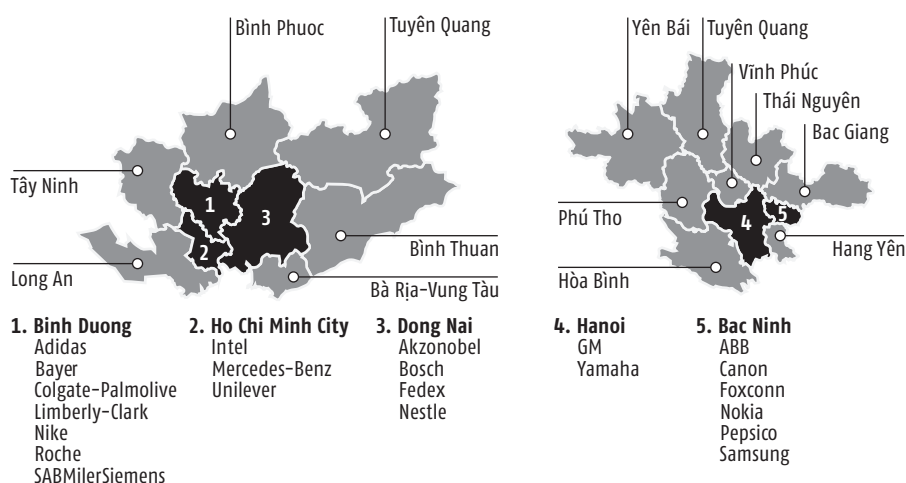 Bình Phuoc
Tuyên Quang
Tây Ninh
Long An
Bình Thuan
Bà Rịa-Vung Tàu
1
2
3
Yên Bái
Tuyên Quang
Vĩnh Phúc
Thái Nguyên
Bac Giang
Phú Tho
Hang Yên
Hòa Bình
4
5
1. Binh Duong
Adidas
Bayer
Colgate-Palmolive
Limberly-Clark
Nike
Roche
SABMilerSiemens
2. Ho Chi Minh City
Intel
Mercedes-Benz
Unilever
3. Dong Nai
Akzonobel
Bosch
Fedex
Nestle
4. Hanoi
GM
Yamaha
5. Bac Ninh
ABB
Canon
Foxconn
Nokia
Pepsico
Samsung